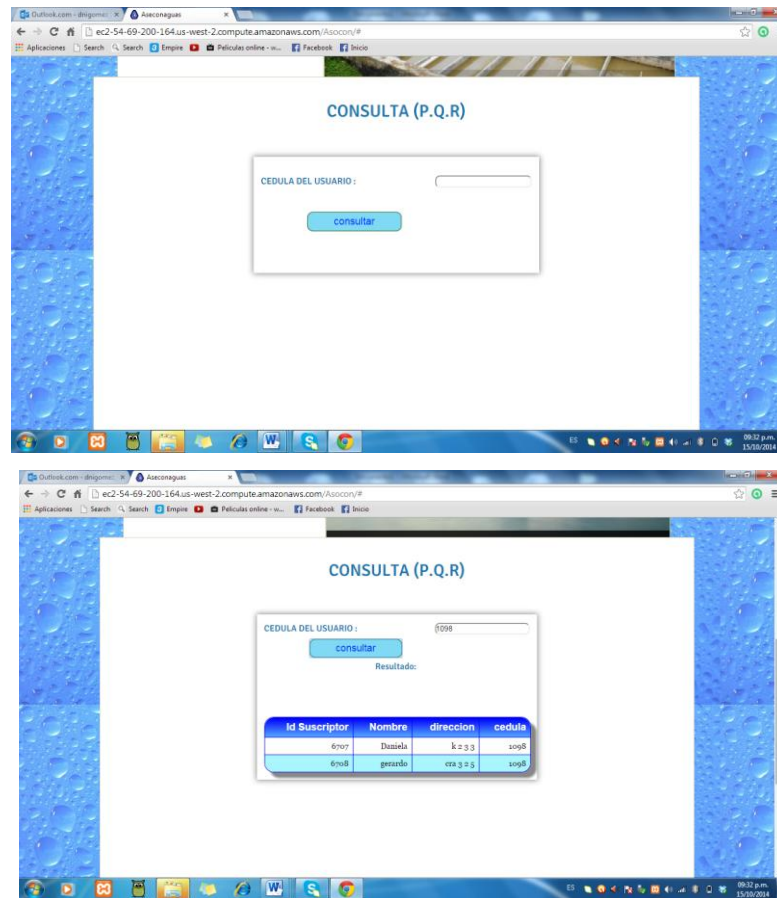 Outlook.com - dnigomez
Aseconaguas
ec2-54-69-200-164.us-west-2.compute.amazonaws.com/Asocon/#
Aplicaciones Search Search Empire Peliculas online - w... Facebook Inicio
CONSULTA (P.Q.R)
CEDULA DEL USUARIO :
consultar
ES
09:32 p.m.
15/10/2014
Outlook.com - dnigomez
Aseconaguas
ec2-54-69-200-164.us-west-2.compute.amazonaws.com/Asocon/#
Aplicaciones Search Search Empire Peliculas online - w... Facebook Inicio
CONSULTA (P.Q.R)
CEDULA DEL USUARIO : 1098
consultar
Resultado:
Id Suscriptor Nombre direccion cedula
6707 Daniela k 2 3 3 1098
6708 gerardo cra 3 2 5 1098
ES
09:32 p.m.
15/10/2014